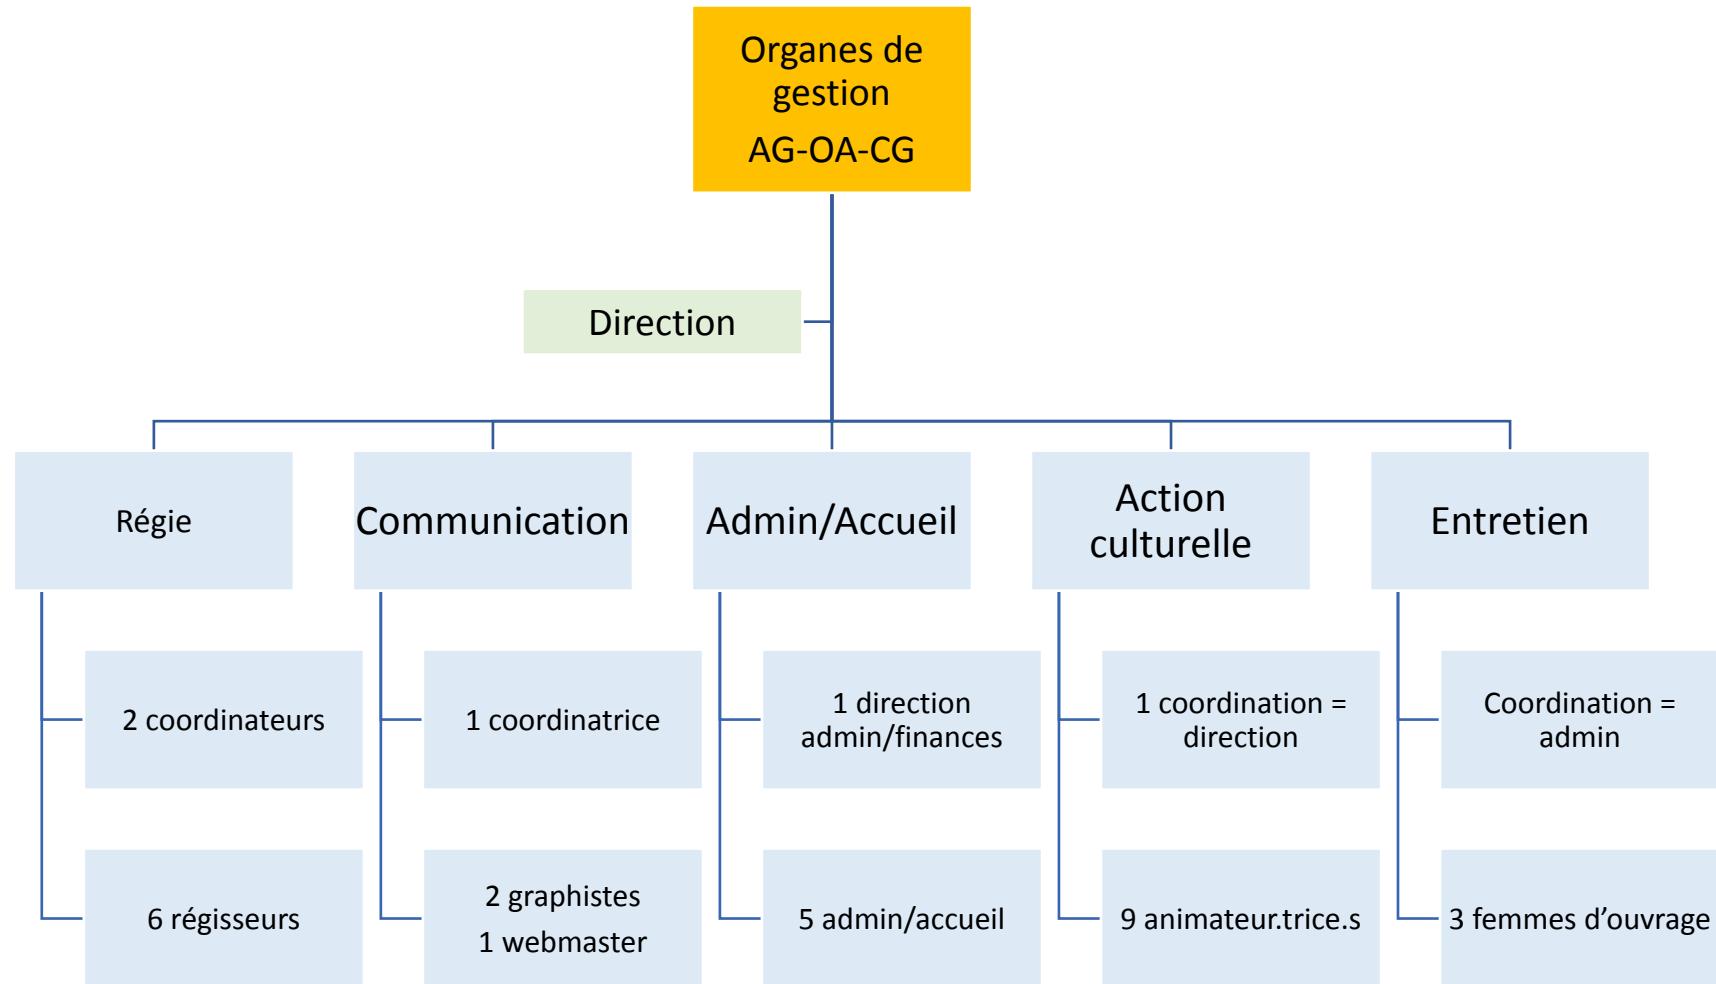 Organes de
gestion
AG-OA-CG
Direction
Régie
Communication
Admin/Accueil
Action
culturelle
Entretien
2 coordinateurs
1 coordinatrice
1 direction
admin/finances
1 coordination =
direction
Coordination =
admin
6 régisseurs
2 graphistes
1 webmaster
5 admin/accueil
9 animateur.trice.s
3 femmes d’ouvrage